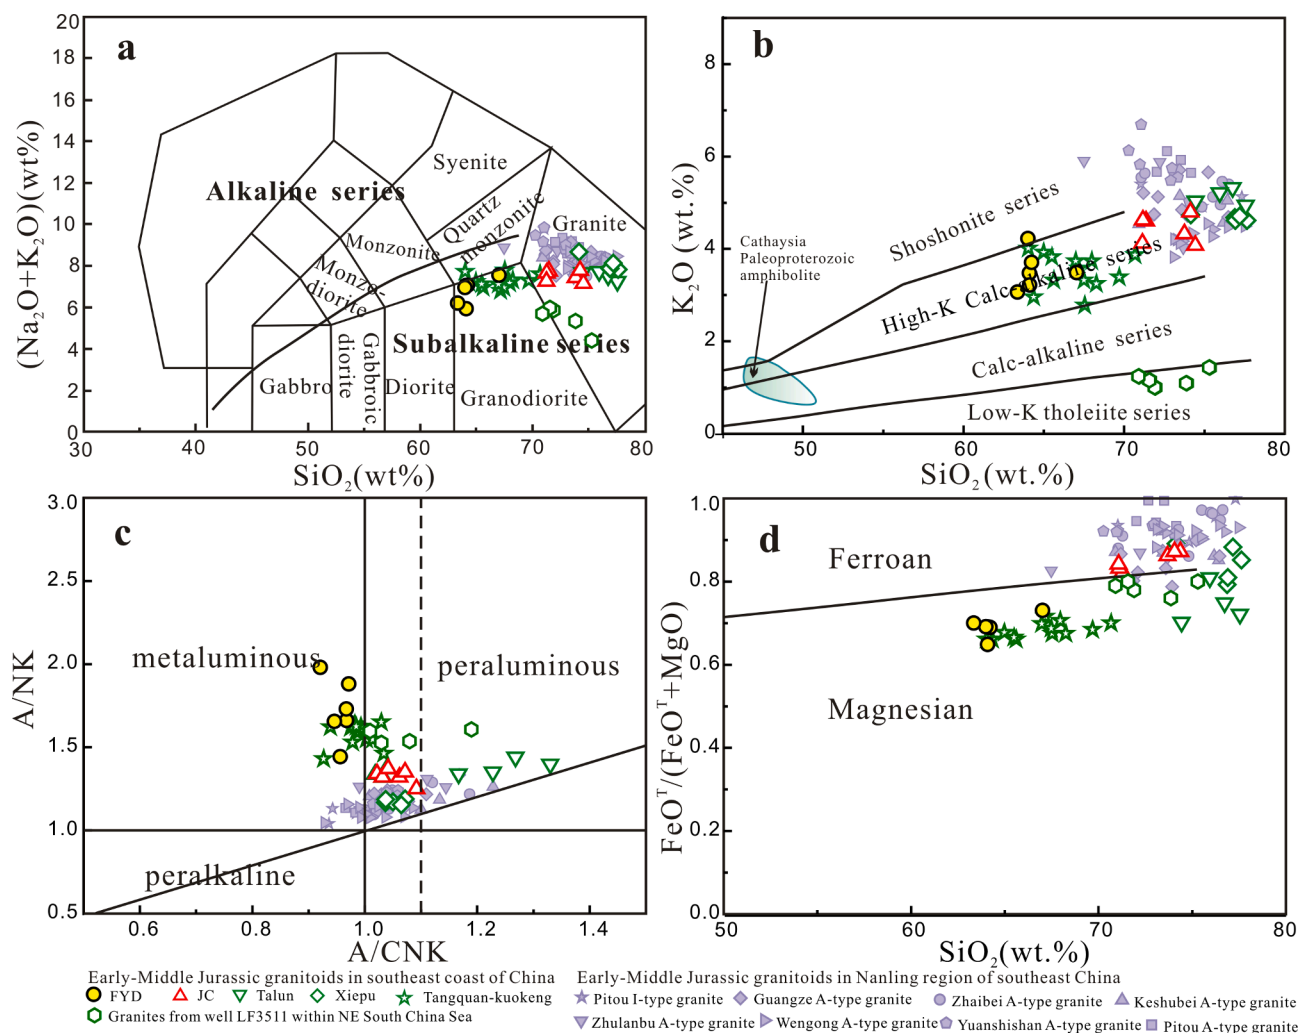 a
20
18
16
14
12
10
8
6
4
2
0
(Na2O+K2O)(wt%)
Syenite
Alkaline series
Quartz
monzonite
Granite
Monzonite
Monzo-
diorite
Subalkaline series
Gabbro
Gabbroic
diorite
Diorite
Granodiorite
30 40 50 60 70 80
SiO2(wt%)
b
8
6
4
2
0
K2O (wt.%)
Shoshonite series
Cathaysia
Paleoproterozoic
amphibolite
High-K Calc-alkaline series
Calc-alkaline series
Low-K tholeiite series
50 60 70 80
SiO2(wt.%)
c
3.0
2.5
2.0
1.5
1.0
0.5
A/NK
metaluminous
peraluminous
peralkaline
0.6 0.8 1.0 1.2 1.4
A/CNK
d
1.0
0.8
0.6
0.4
0.2
0.0
FeOT/(FeOT+MgO)
Ferroan
Magnesian
50 60 70 80
SiO2(wt.%)
Early-Middle Jurassic granitoids in southeast coast of China
FYD JC Talun Xiepu Tangquan-kuokeng
Granites from well LF3511 within NE South China Sea
Early-Middle Jurassic granitoids in Nanling region of southeast China
Pitou I-type granite Guangze A-type granite Zhaibei A-type granite Keshubei A-type granite
Zhulanbu A-type granite Wengong A-type granite Yuanshishan A-type granite Pitou A-type granite